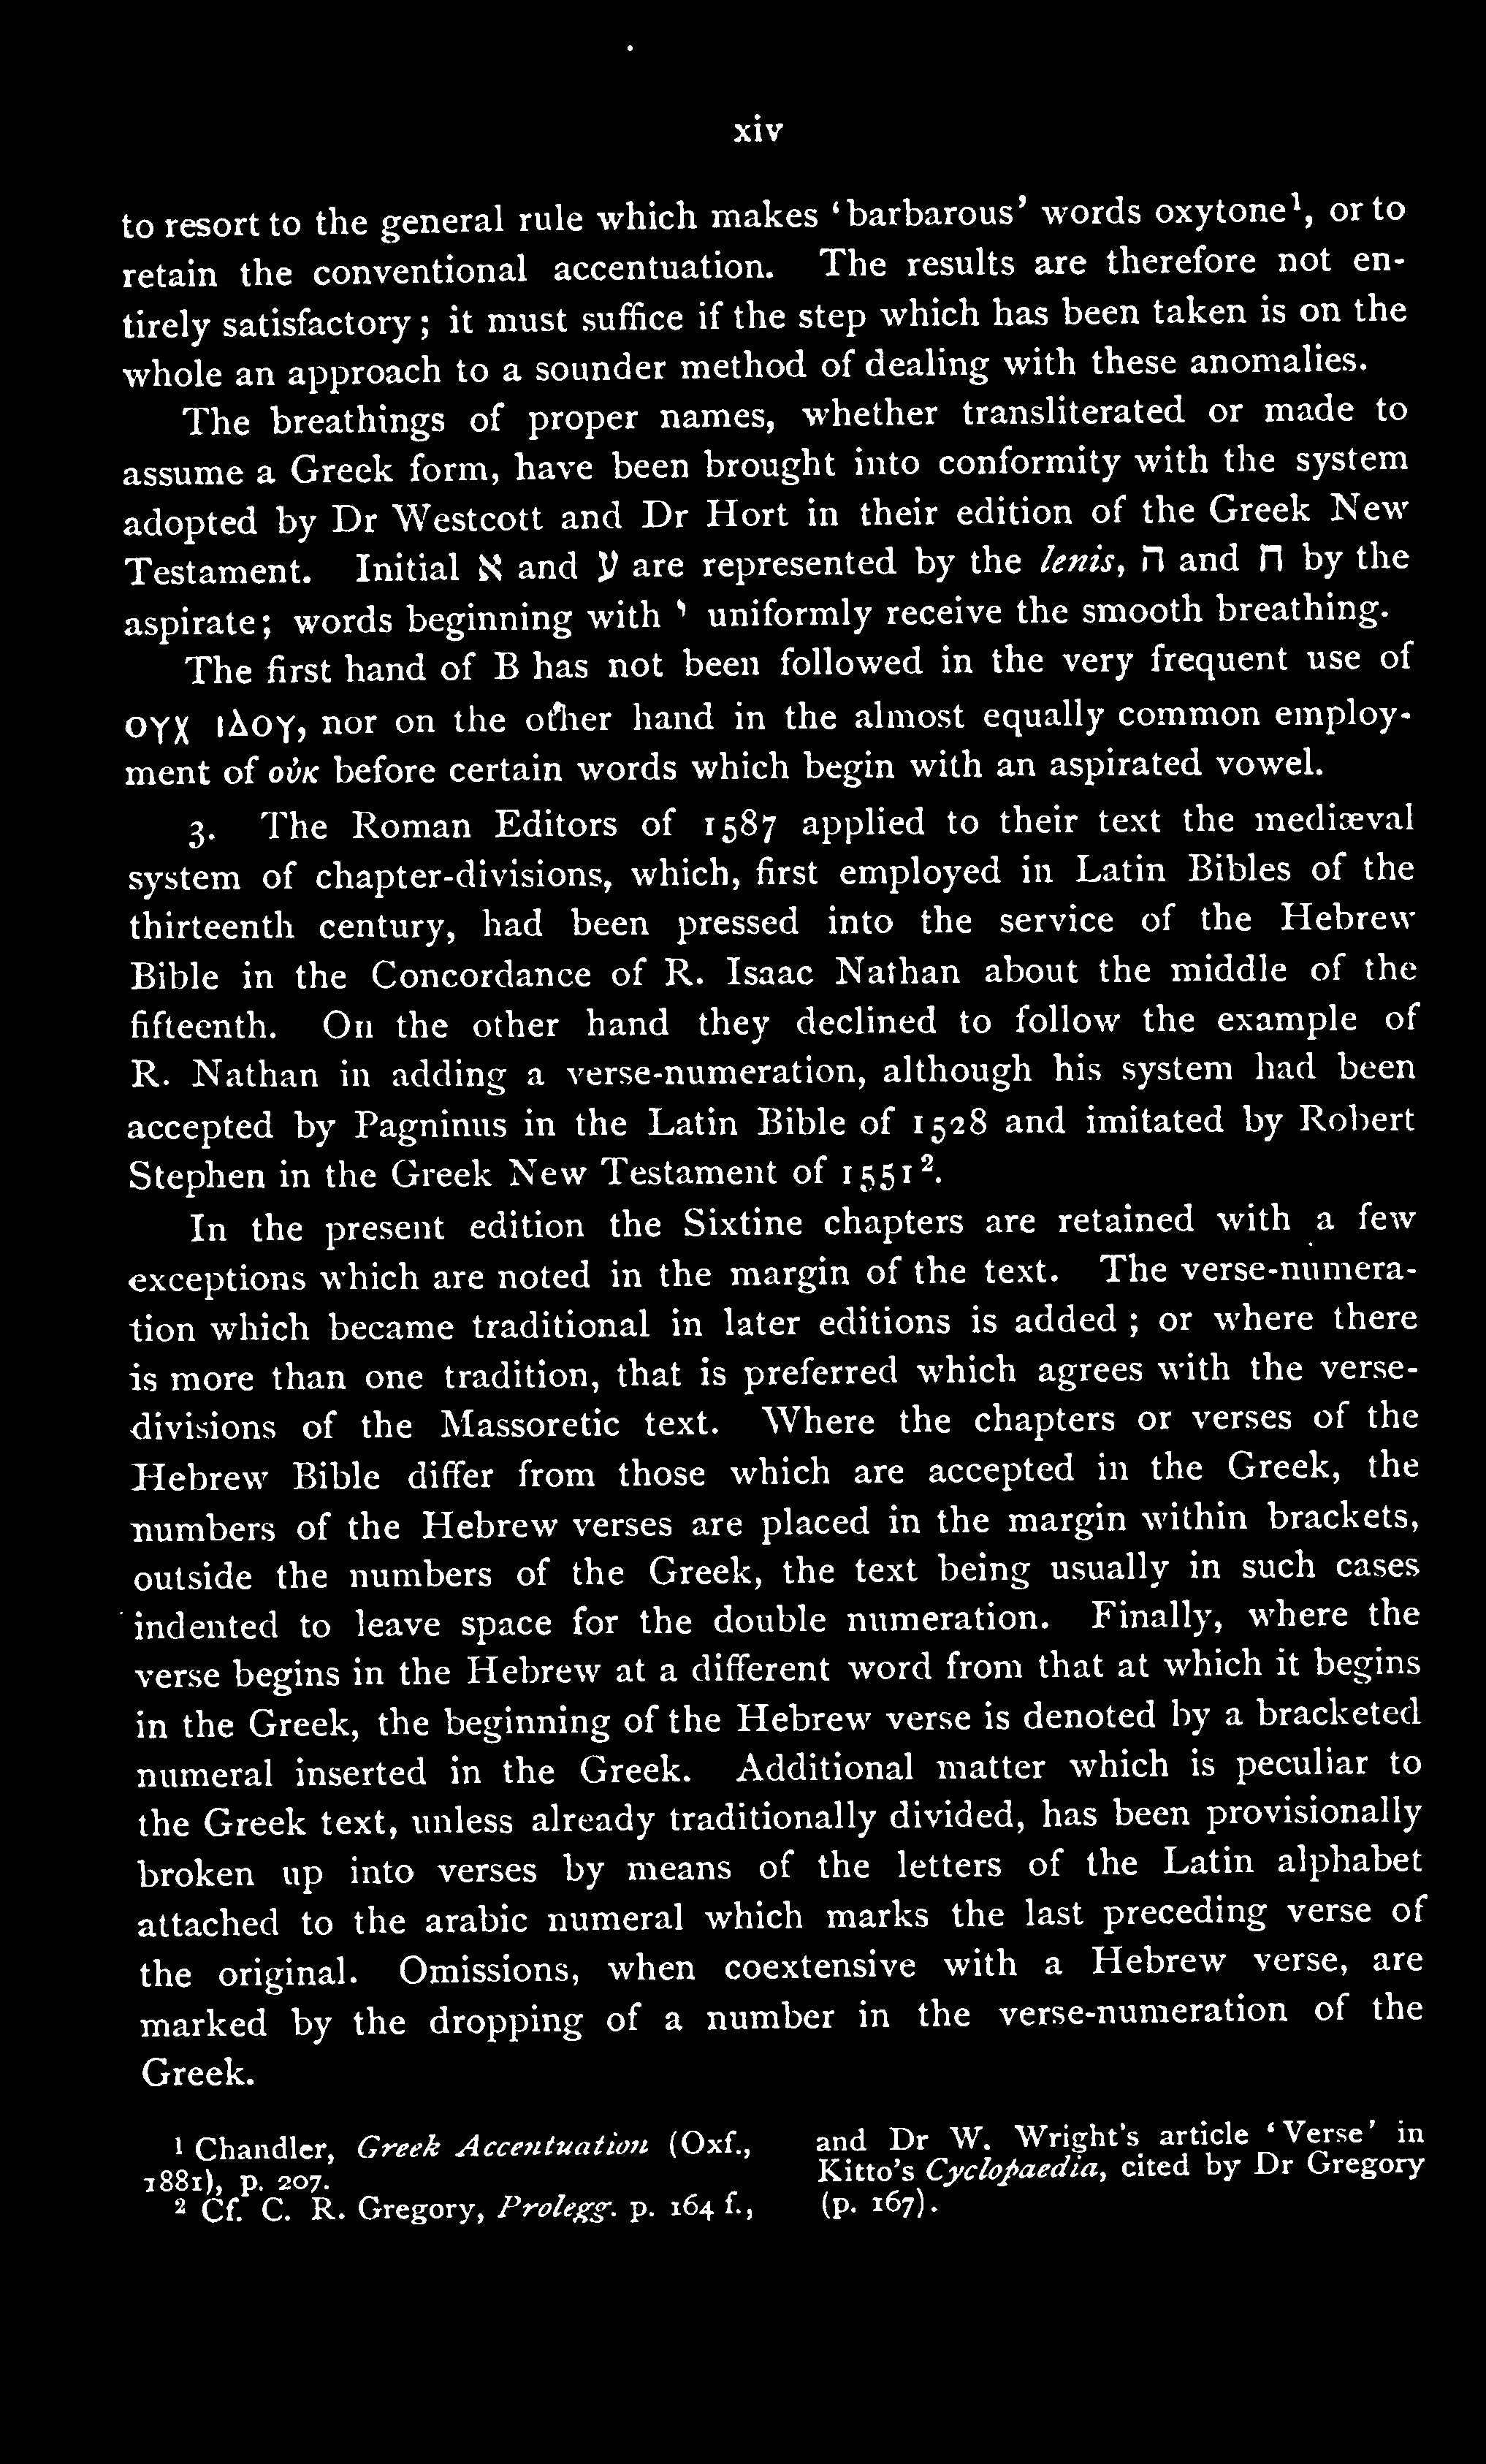 xiv
to resort to the general rule which makes ‘barbarous’ words oxytone¹, or to
retain the conventional accentuation. The results are therefore not en-
tirely satisfactory; it must suffice if the step which has been taken is on the
whole an approach to a sounder method of dealing with these anomalies.
The breathings of proper names, whether transliterated or made to
assume a Greek form, have been brought into conformity with the system
adopted by Dr Westcott and Dr Hort in their edition of the Greek New
Testament. Initial א and ע are represented by the lenis, ה and ח by the
aspirate; words beginning with י uniformly receive the smooth breathing.
The first hand of B has not been followed in the very frequent use of
ογχ ιδογ, nor on the other hand in the almost equally common employ-
ment of οὐκ before certain words which begin with an aspirated vowel.
3. The Roman Editors of 1587 applied to their text the mediæval
system of chapter-divisions, which, first employed in Latin Bibles of the
thirteenth century, had been pressed into the service of the Hebrew
Bible in the Concordance of R. Isaac Nathan about the middle of the
fifteenth. On the other hand they declined to follow the example of
R. Nathan in adding a verse-numeration, although his system had been
accepted by Pagninus in the Latin Bible of 1528 and imitated by Robert
Stephen in the Greek New Testament of 1551².
In the present edition the Sixtine chapters are retained with a few
exceptions which are noted in the margin of the text. The verse-numera-
tion which became traditional in later editions is added; or where there
is more than one tradition, that is preferred which agrees with the verse-
divisions of the Massoretic text. Where the chapters or verses of the
Hebrew Bible differ from those which are accepted in the Greek, the
numbers of the Hebrew verses are placed in the margin within brackets,
outside the numbers of the Greek, the text being usually in such cases
indented to leave space for the double numeration. Finally, where the
verse begins in the Hebrew at a different word from that at which it begins
in the Greek, the beginning of the Hebrew verse is denoted by a bracketed
numeral inserted in the Greek. Additional matter which is peculiar to
the Greek text, unless already traditionally divided, has been provisionally
broken up into verses by means of the letters of the Latin alphabet
attached to the arabic numeral which marks the last preceding verse of
the original. Omissions, when coextensive with a Hebrew verse, are
marked by the dropping of a number in the verse-numeration of the
Greek.
¹ Chandler, Greek Accentuation (Oxf.,
1881), p. 207.
² Cf. C. R. Gregory, Prolegg. p. 164 f.,
and Dr W. Wright's article ‘Verse’ in
Kitto's Cyclopaedia, cited by Dr Gregory
(p. 167).